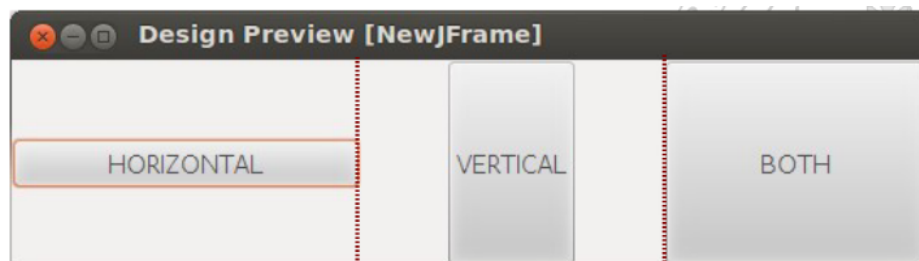 Design Preview [NewJFrame]
HORIZONTAL
VERTICAL
BOTH